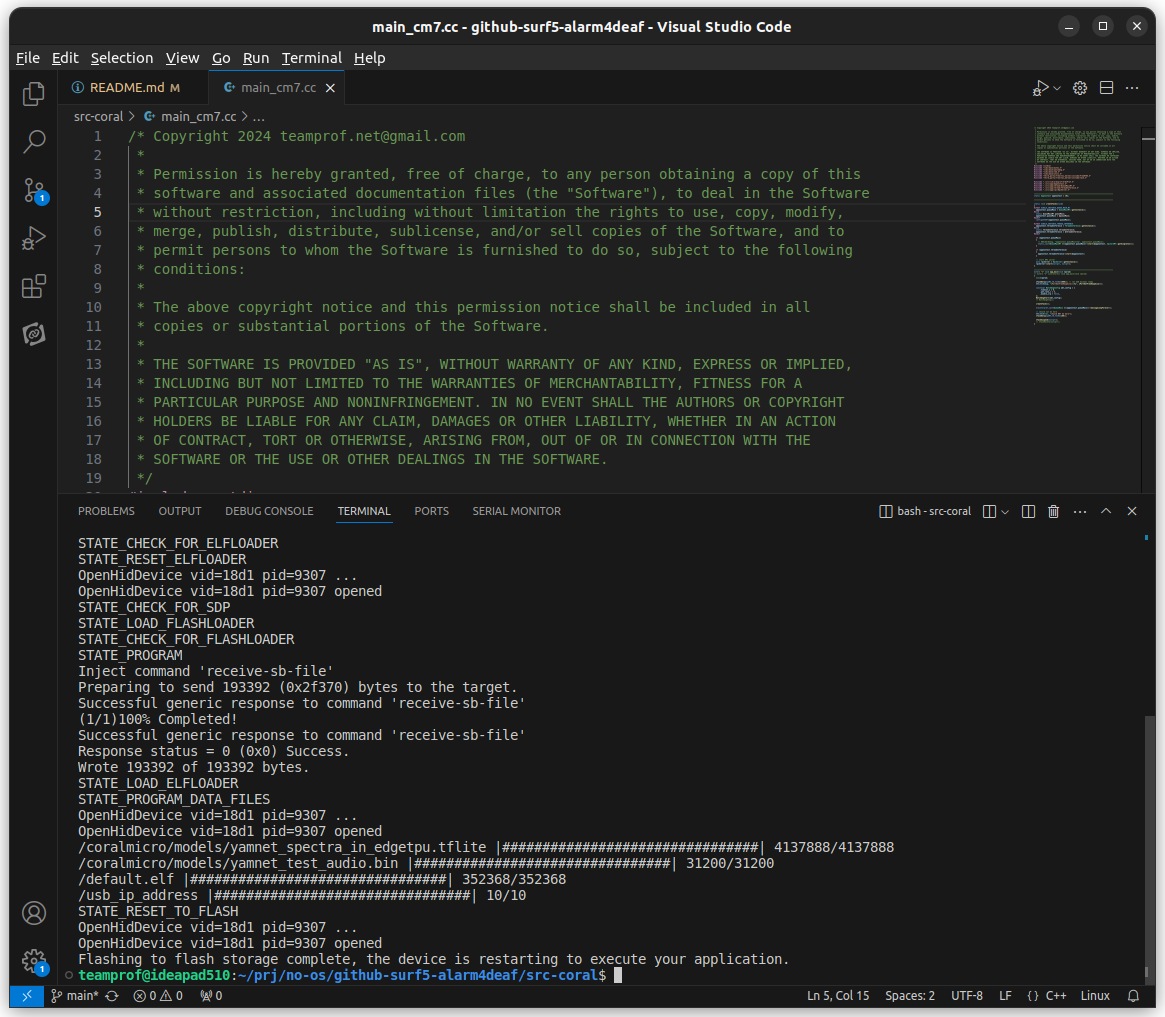 main_cm7.cc - github-surf5-alarm4deaf - Visual Studio Code
File Edit Selection View Go Run Terminal Help
README.md M
main_cm7.cc
src-coral > main_cm7.cc > ...
1 /* Copyright 2024 teamprof.net@gmail.com
2 *
3 * Permission is hereby granted, free of charge, to any person obtaining a copy of this
4 * software and associated documentation files (the "Software"), to deal in the Software
5 * without restriction, including without limitation the rights to use, copy, modify,
6 * merge, publish, distribute, sublicense, and/or sell copies of the Software, and to
7 * permit persons to whom the Software is furnished to do so, subject to the following
8 * conditions:
9 *
10 * The above copyright notice and this permission notice shall be included in all
11 * copies or substantial portions of the Software.
12 *
13 * THE SOFTWARE IS PROVIDED "AS IS", WITHOUT WARRANTY OF ANY KIND, EXPRESS OR IMPLIED,
14 * INCLUDING BUT NOT LIMITED TO THE WARRANTIES OF MERCHANTABILITY, FITNESS FOR A
15 * PARTICULAR PURPOSE AND NONINFRINGEMENT. IN NO EVENT SHALL THE AUTHORS OR COPYRIGHT
16 * HOLDERS BE LIABLE FOR ANY CLAIM, DAMAGES OR OTHER LIABILITY, WHETHER IN AN ACTION
17 * OF CONTRACT, TORT OR OTHERWISE, ARISING FROM, OUT OF OR IN CONNECTION WITH THE
18 * SOFTWARE OR THE USE OR OTHER DEALINGS IN THE SOFTWARE.
19 */
PROBLEMS OUTPUT DEBUG CONSOLE TERMINAL PORTS SERIAL MONITOR
bash - src-coral
STATE_CHECK_FOR_ELFLOADER
STATE_RESET_ELFLOADER
OpenHidDevice vid=18d1 pid=9307 ...
OpenHidDevice vid=18d1 pid=9307 opened
STATE_CHECK_FOR_SDP
STATE_LOAD_FLASHLOADER
STATE_CHECK_FOR_FLASHLOADER
STATE_PROGRAM
Inject command 'receive-sb-file'
Preparing to send 193392 (0x2f370) bytes to the target.
Successful generic response to command 'receive-sb-file'
(1/1)100% Completed!
Successful generic response to command 'receive-sb-file'
Response status = 0 (0x0) Success.
Wrote 193392 of 193392 bytes.
STATE_LOAD_ELFLOADER
STATE_PROGRAM_DATA_FILES
OpenHidDevice vid=18d1 pid=9307 ...
OpenHidDevice vid=18d1 pid=9307 opened
/coralmicro/models/yamnet_spectra_in_edgetpu.tflite |################################| 4137888/4137888
/coralmicro/models/yamnet_test_audio.bin |################################| 31200/31200
/default.elf |################################| 352368/352368
/usb_ip_address |################################| 10/10
STATE_RESET_TO_FLASH
OpenHidDevice vid=18d1 pid=9307 ...
OpenHidDevice vid=18d1 pid=9307 opened
Flashing to flash storage complete, the device is restarting to execute your application.
teamprof@ideapad510:~/prj/no-os/github-surf5-alarm4deaf/src-coral$
1
1
main* 0 0 0
Ln 5, Col 15 Spaces: 2 UTF-8 LF {} C++ Linux